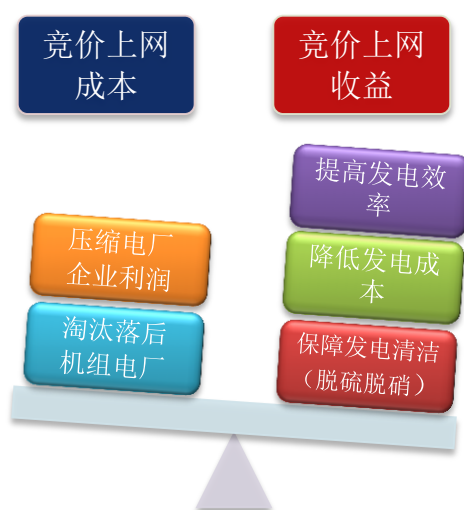 竞价上网
成本
竞价上网
收益
提高发电效
率
压缩电厂
企业利润
降低发电成
本
淘汰落后
机组电厂
保障发电清洁
（脱硫脱硝）